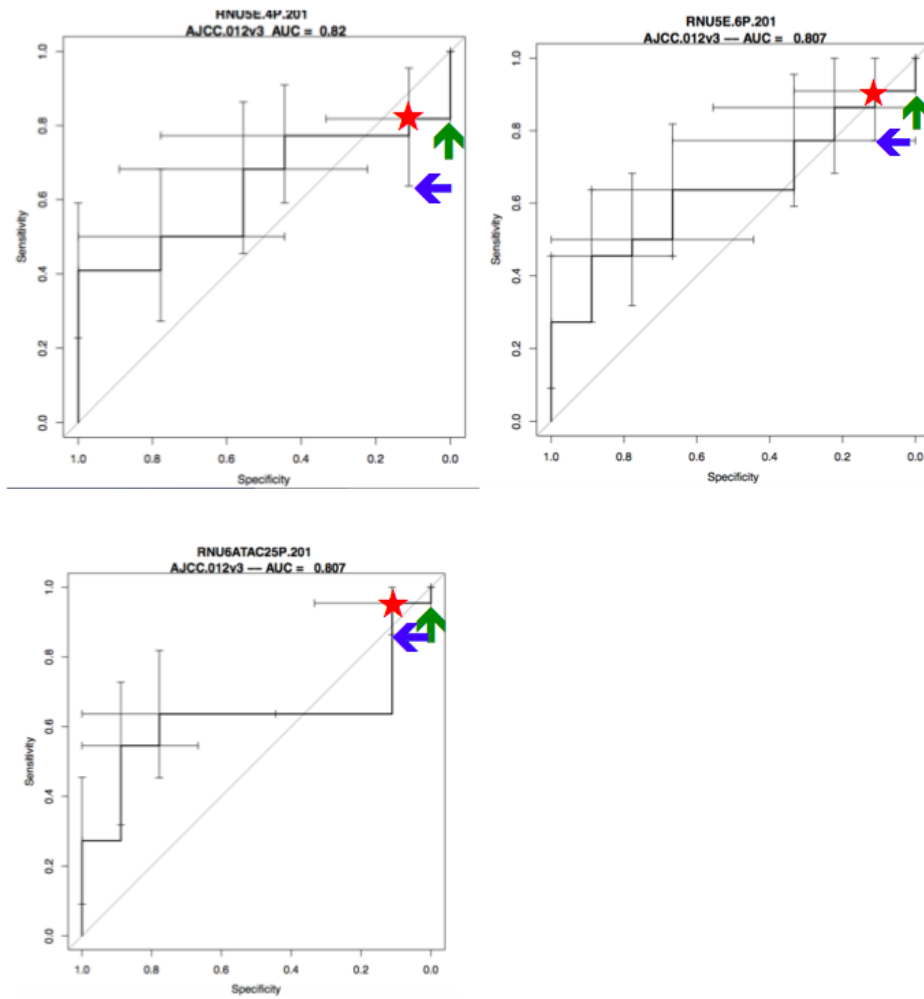 RNU5E.4P.201
AJCC.012v3 AUC = 0.82
1.0
0.8
0.6
0.4
0.2
0.0
Sensitivity
1.0 0.8 0.6 0.4 0.2 0.0
Specificity
RNU5E.6P.201
AJCC.012v3 — AUC = 0.807
1.0
0.8
0.6
0.4
0.2
0.0
Sensitivity
1.0 0.8 0.6 0.4 0.2 0.0
Specificity
RNU6ATAC25P.201
AJCC.012v3 — AUC = 0.807
1.0
0.8
0.6
0.4
0.2
0.0
Sensitivity
1.0 0.8 0.6 0.4 0.2 0.0
Specificity